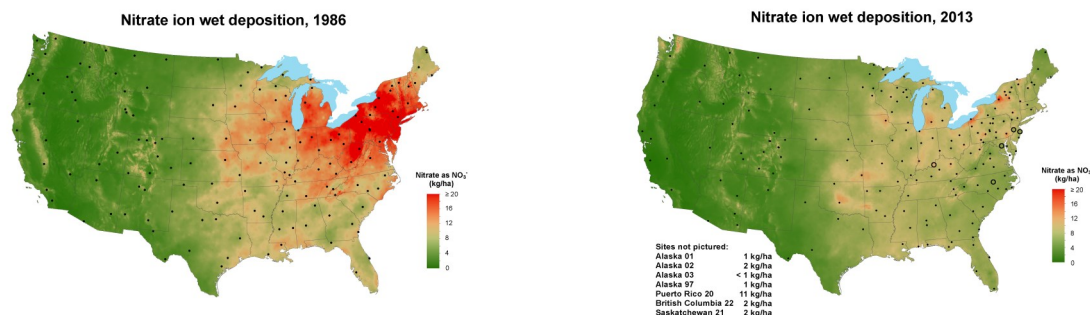 Nitrate ion wet deposition, 1986
Nitrate as NO₃⁻
(kg/ha)
≥ 20
16
12
8
4
0
Nitrate ion wet deposition, 2013
Nitrate as NO₃
(kg/ha)
≥ 20
16
12
8
4
0
Sites not pictured:
Alaska 01 1 kg/ha
Alaska 02 2 kg/ha
Alaska 03 < 1 kg/ha
Alaska 97 1 kg/ha
Puerto Rico 20 11 kg/ha
British Columbia 22 2 kg/ha
Saskatchewan 21 2 kg/ha